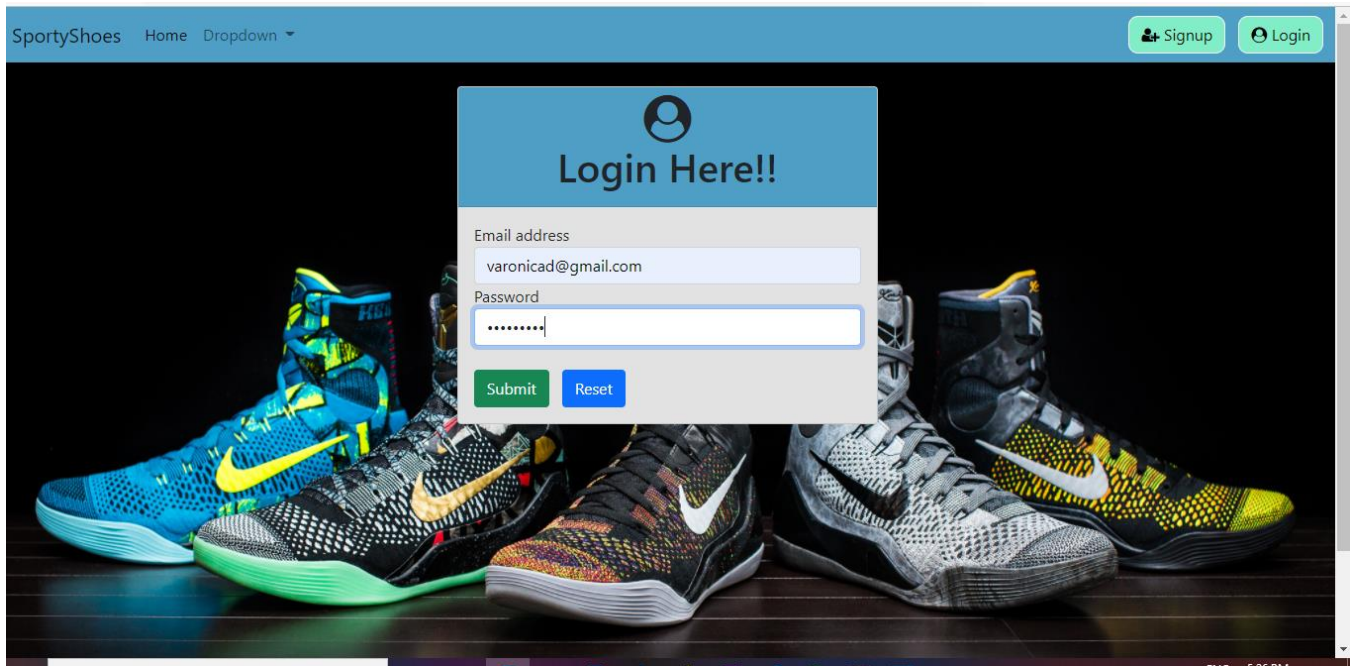 SportyShoes Home Dropdown Signup Login
Login Here!!
Email address
varonicad@gmail.com
Password
•••••••••
Submit Reset